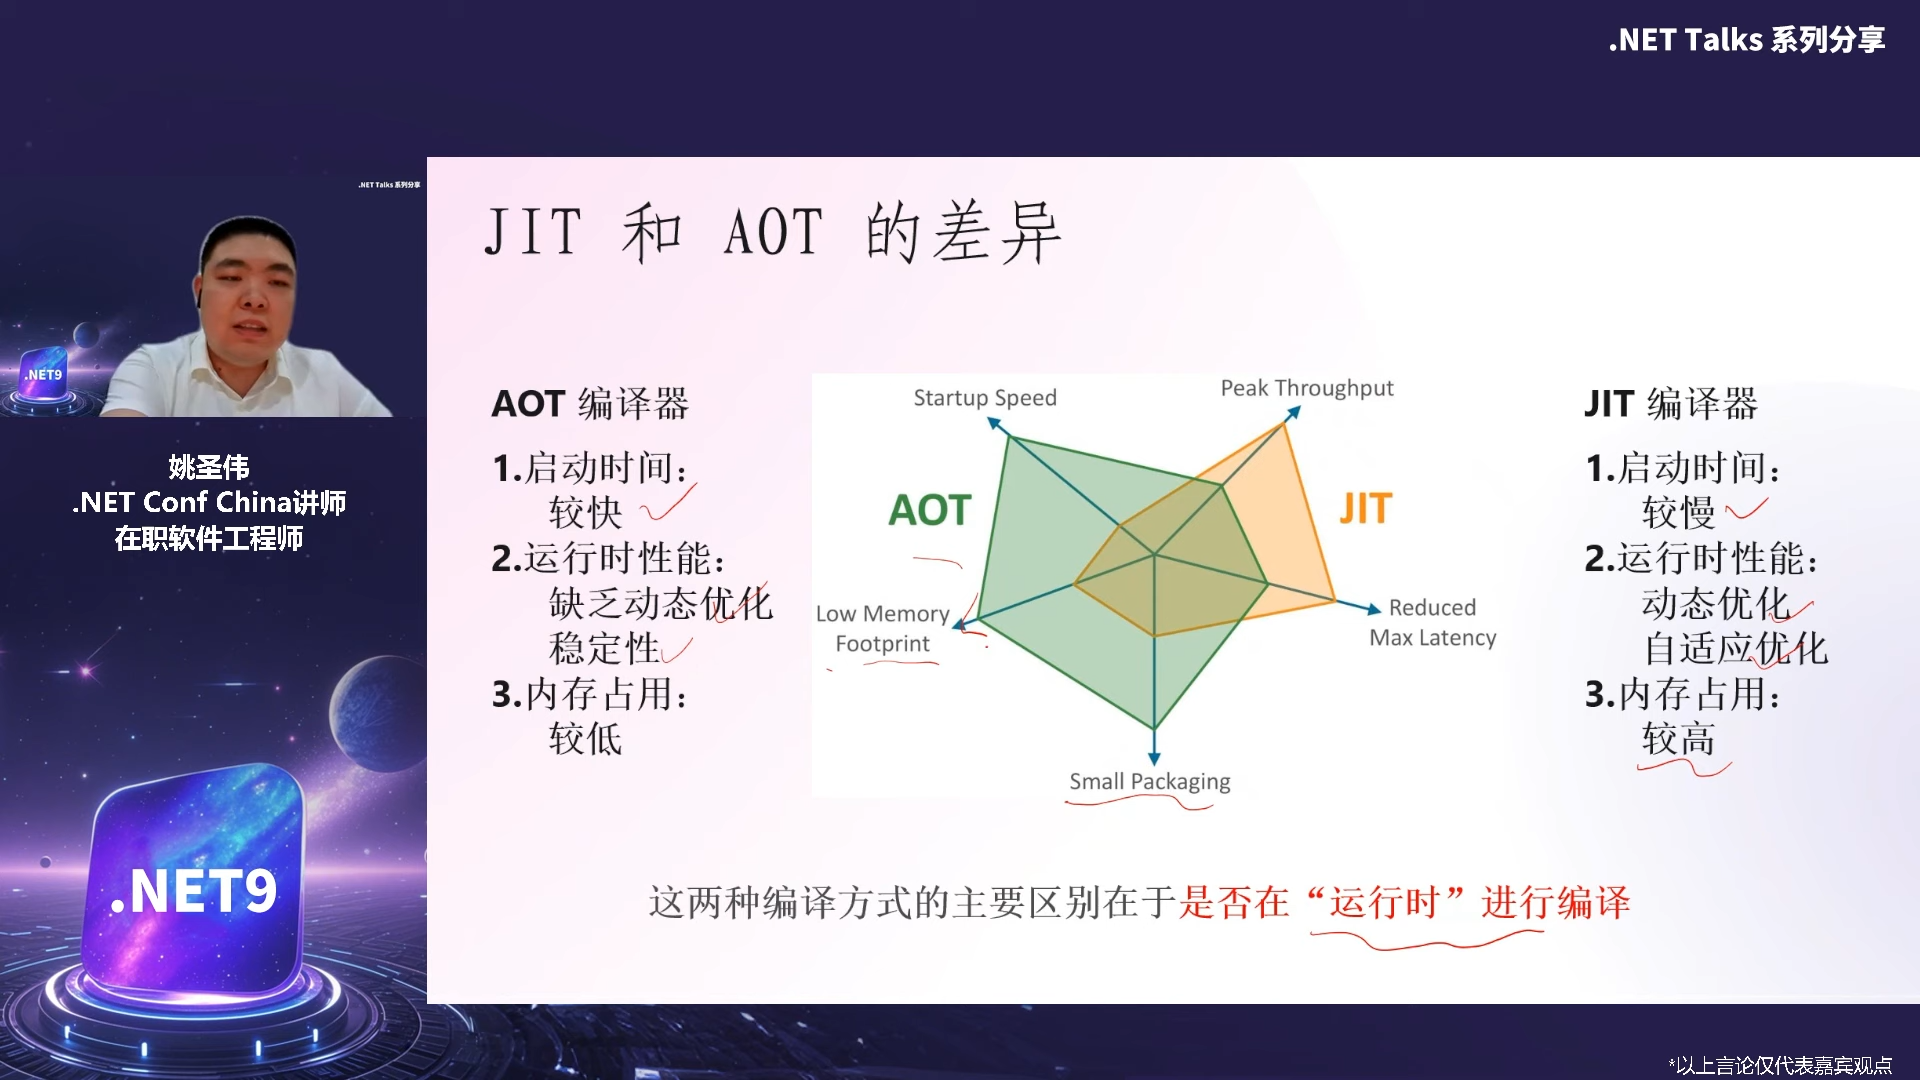 .NET Talks 系列分享
.NET Talks 系列分享
.NET9
姚圣伟
.NET Conf China讲师
在职软件工程师
.NET9
JIT 和 AOT 的差异
AOT 编译器
1.启动时间：
较快
2.运行时性能：
缺乏动态优化
稳定性
3.内存占用：
较低
Startup Speed
Peak Throughput
AOT
JIT
Low Memory
Footprint
Reduced
Max Latency
Small Packaging
JIT 编译器
1.启动时间：
较慢
2.运行时性能：
动态优化
自适应优化
3.内存占用：
较高
这两种编译方式的主要区别在于是否在“运行时”进行编译
*以上言论仅代表嘉宾观点